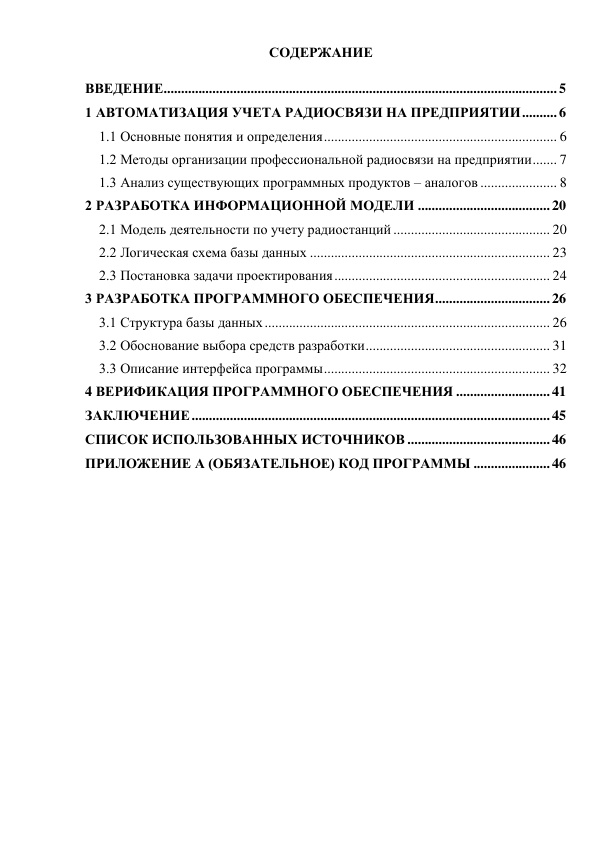 СОДЕРЖАНИЕ
ВВЕДЕНИЕ................................................................................................................. 5
1 АВТОМАТИЗАЦИЯ УЧЕТА РАДИОСВЯЗИ НА ПРЕДПРИЯТИИ.......... 6
1.1 Основные понятия и определения................................................................... 6
1.2 Методы организации профессиональной радиосвязи на предприятии....... 7
1.3 Анализ существующих программных продуктов – аналогов ...................... 8
2 РАЗРАБОТКА ИНФОРМАЦИОННОЙ МОДЕЛИ ...................................... 20
2.1 Модель деятельности по учету радиостанций ............................................. 20
2.2 Логическая схема базы данных ..................................................................... 23
2.3 Постановка задачи проектирования.............................................................. 24
3 РАЗРАБОТКА ПРОГРАММНОГО ОБЕСПЕЧЕНИЯ................................. 26
3.1 Структура базы данных.................................................................................. 26
3.2 Обоснование выбора средств разработки..................................................... 31
3.3 Описание интерфейса программы................................................................. 32
4 ВЕРИФИКАЦИЯ ПРОГРАММНОГО ОБЕСПЕЧЕНИЯ ........................... 41
ЗАКЛЮЧЕНИЕ....................................................................................................... 45
СПИСОК ИСПОЛЬЗОВАННЫХ ИСТОЧНИКОВ ......................................... 46
ПРИЛОЖЕНИЕ А (ОБЯЗАТЕЛЬНОЕ) КОД ПРОГРАММЫ ...................... 46